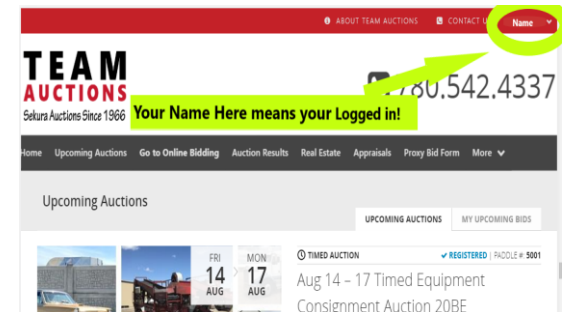 ABOUT TEAM AUCTIONS
CONTACT U
Name
TEAM
AUCTIONS
Sekura Auctions Since 1966
780.542.4337
Your Name Here means your Logged in!
Home Upcoming Auctions Go to Online Bidding Auction Results Real Estate Appraisals Proxy Bid Form More
Upcoming Auctions
UPCOMING AUCTIONS MY UPCOMING BIDS
FRI
14
AUG
MON
17
AUG
TIMED AUCTION
REGISTERED | PADDLE #: 5001
Aug 14 – 17 Timed Equipment
Consignment Auction 20BE